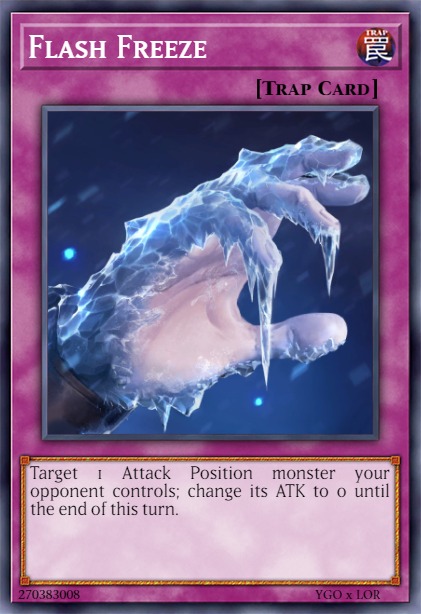 Flash Freeze
TRAP
罠
[Trap Card]
Target 1 Attack Position monster your
opponent controls; change its ATK to 0 until
the end of this turn.
270383008 YGO x LOR